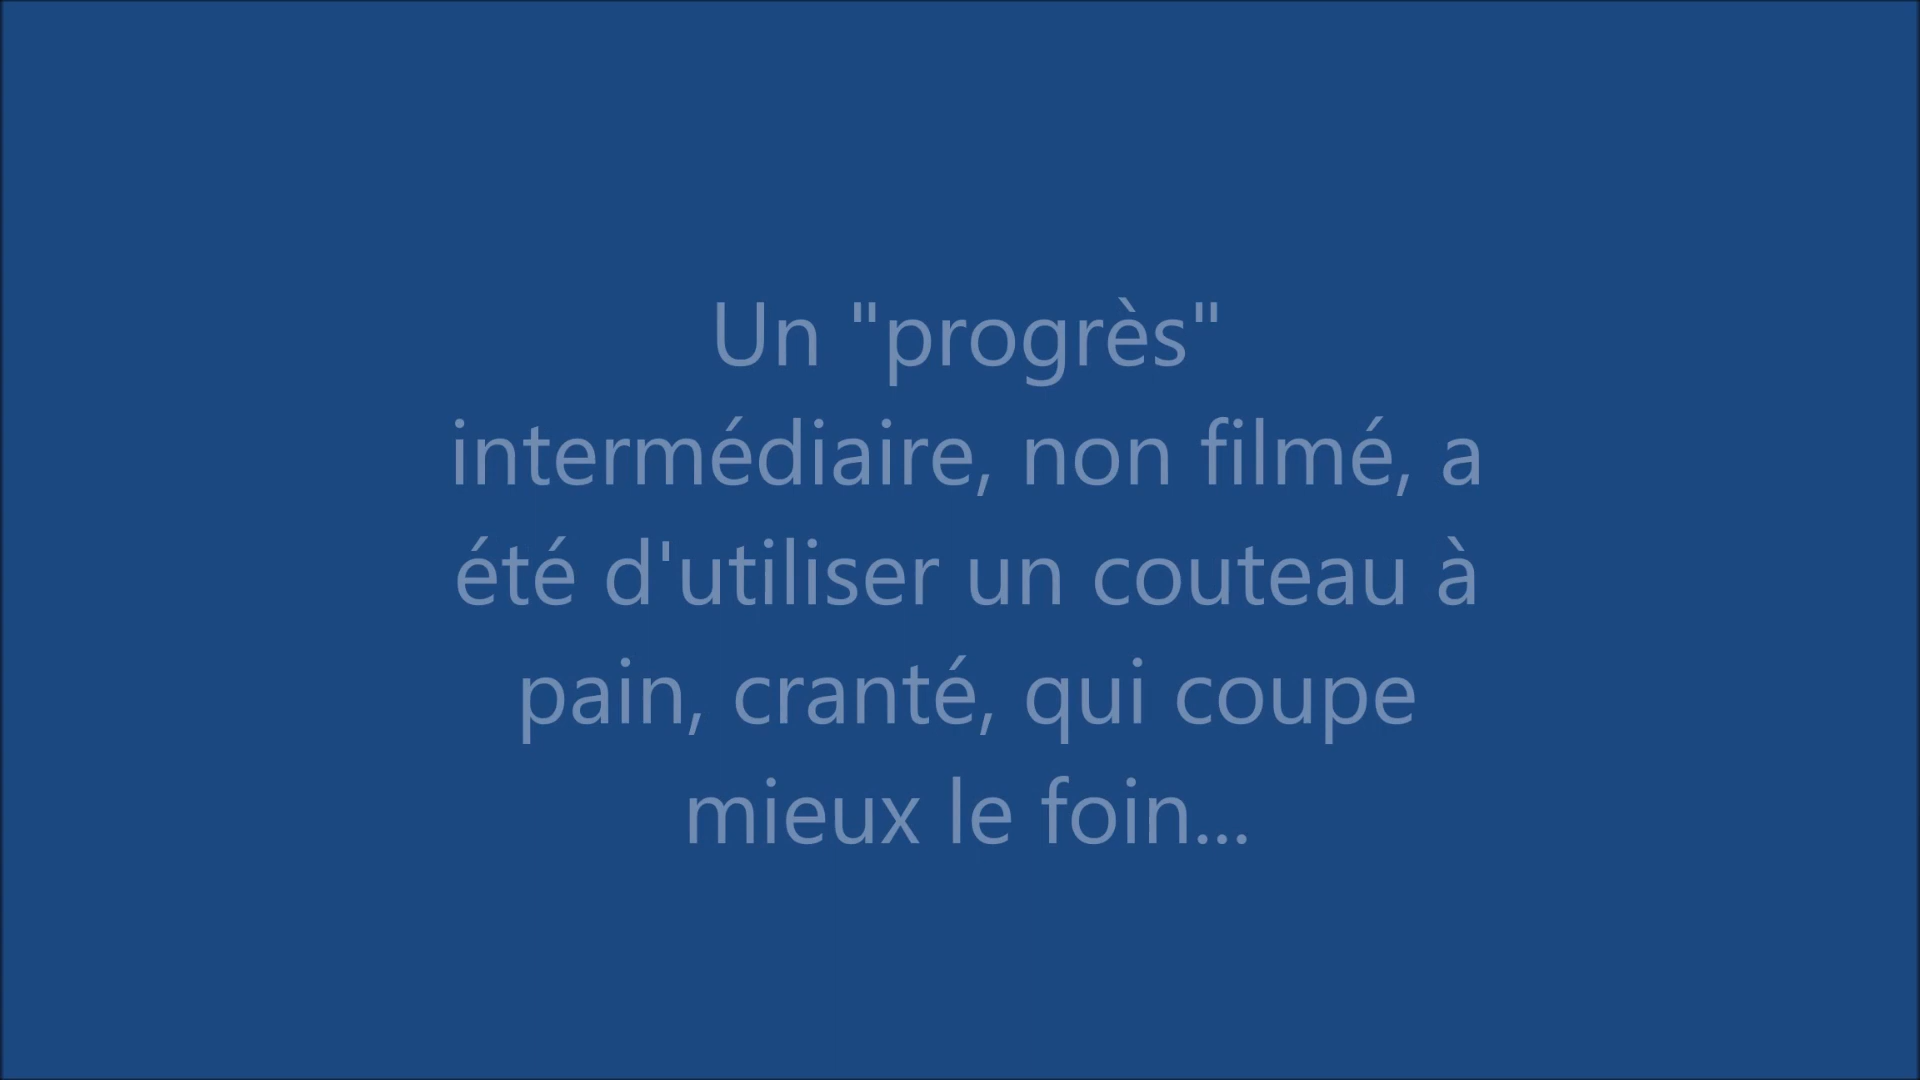 Un "progrès"
intermédiaire, non filmé, a
été d'utiliser un couteau à
pain, cranté, qui coupe
mieux le foin...